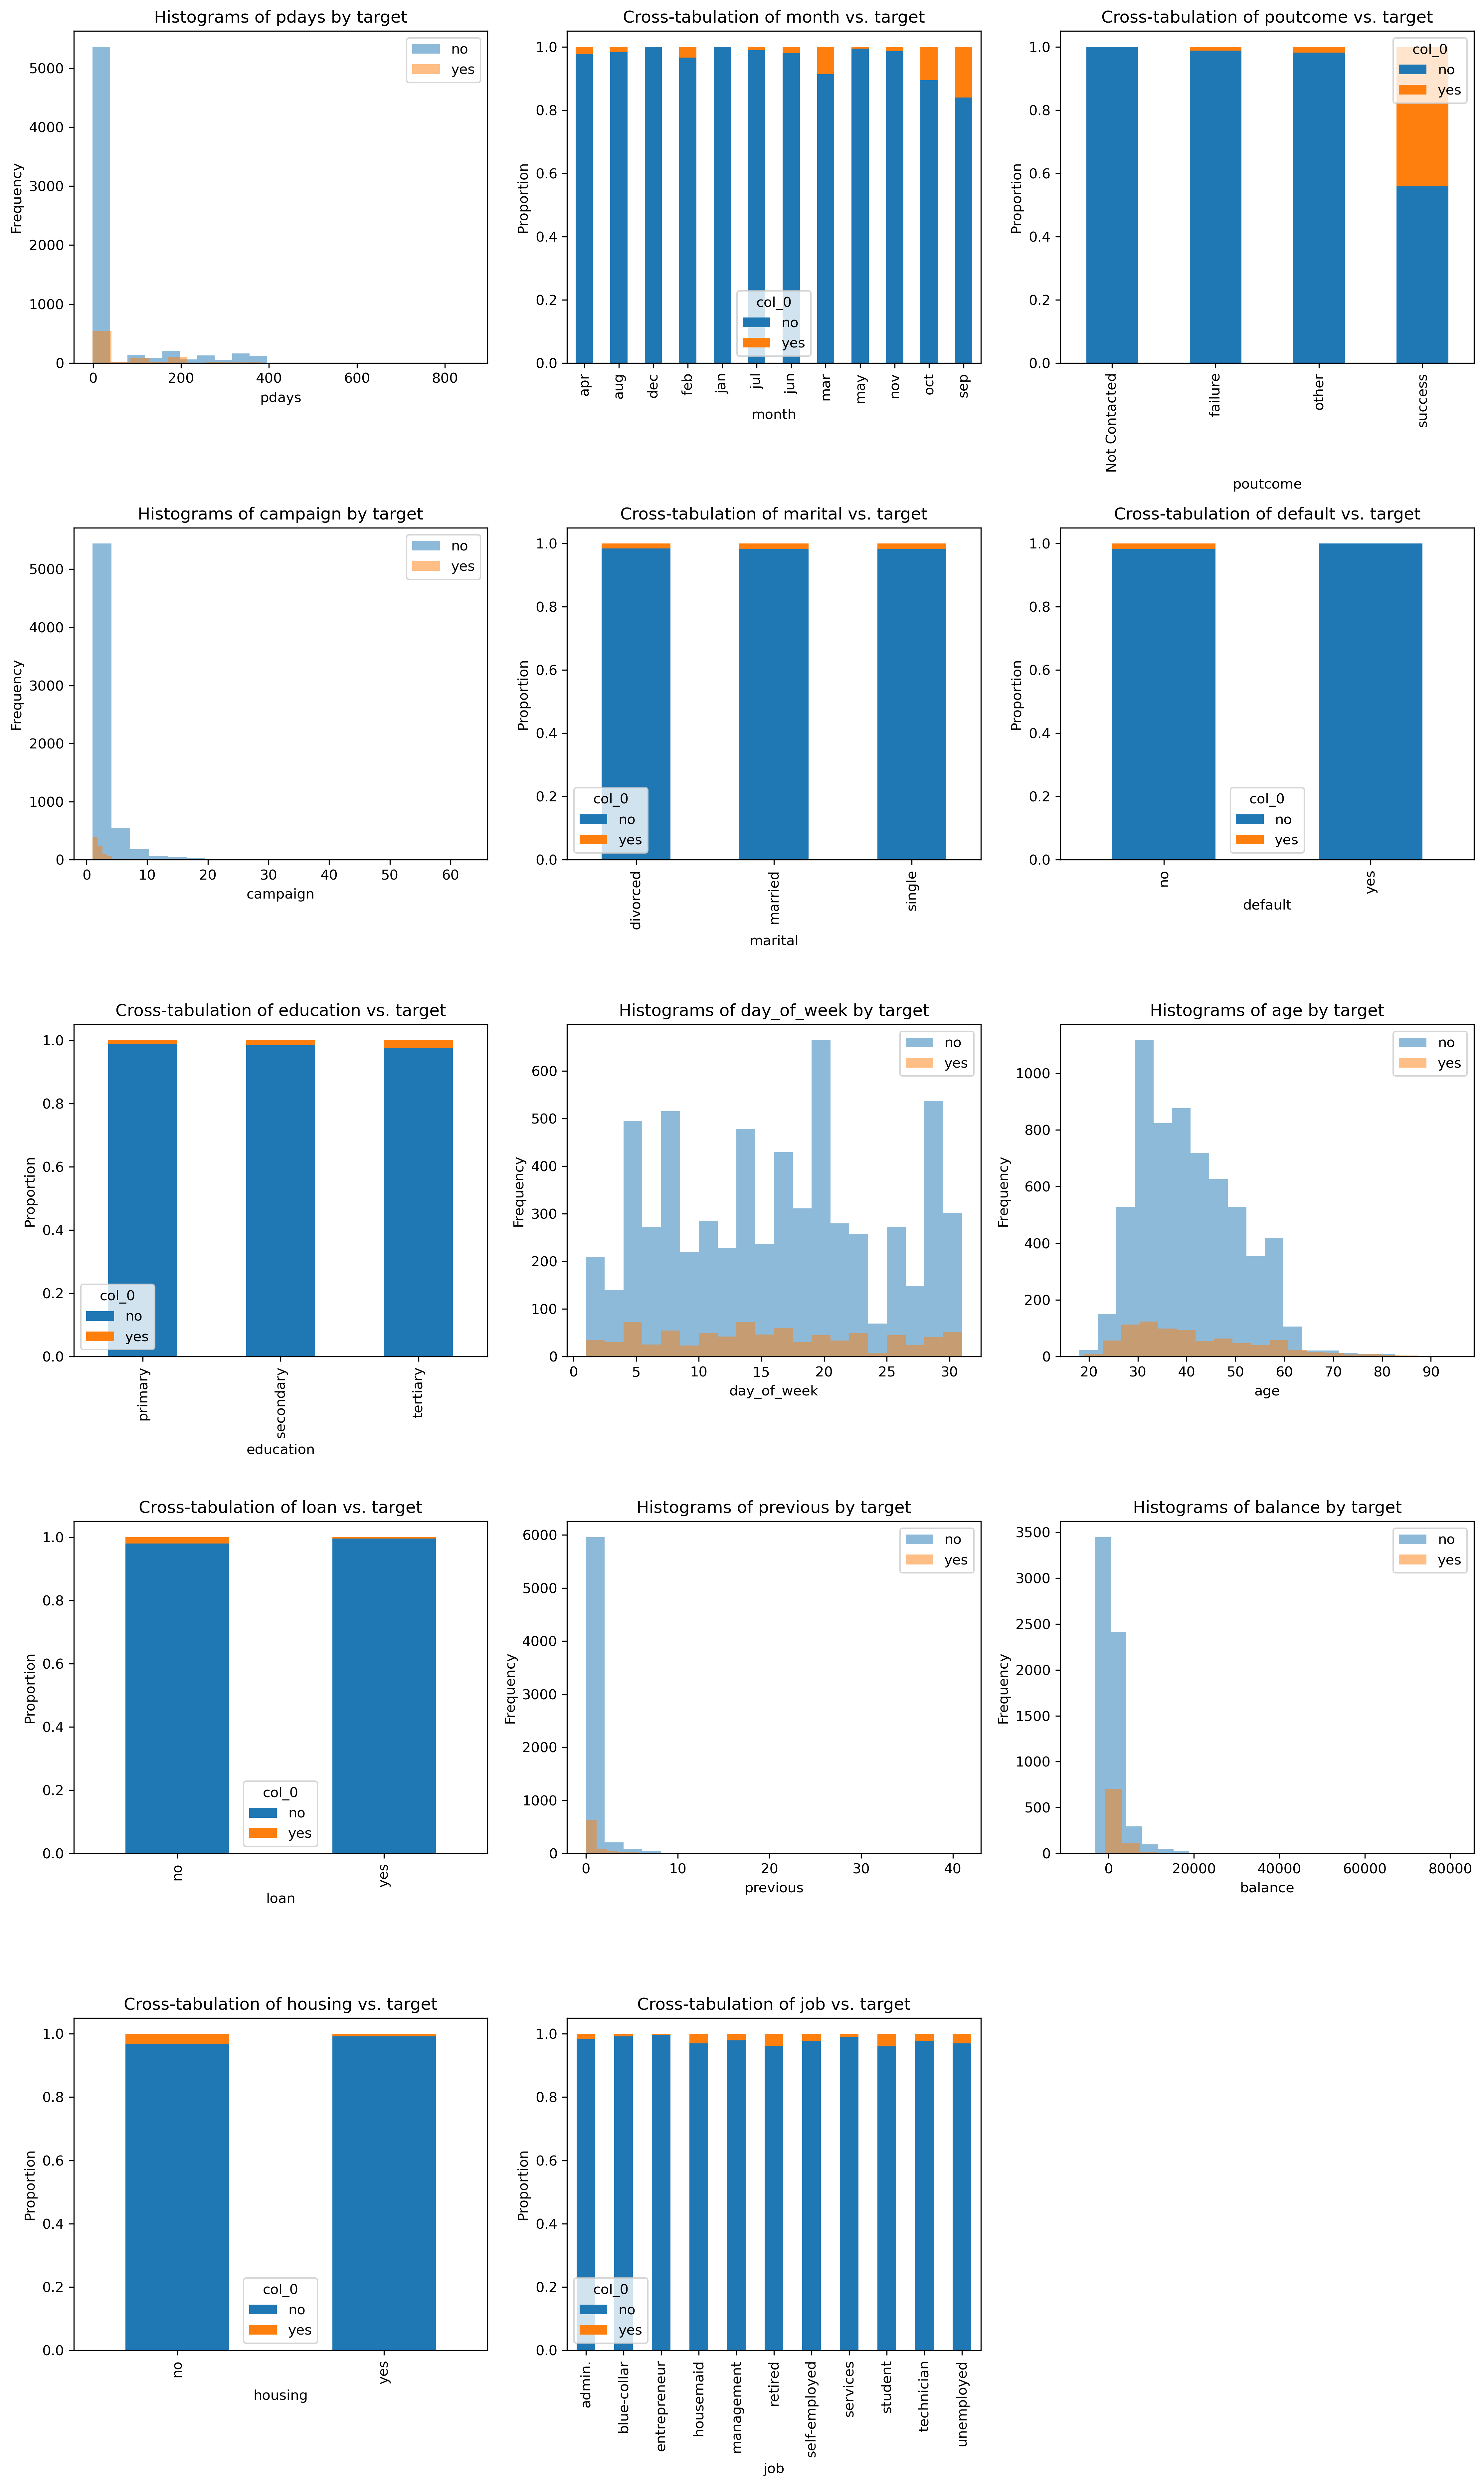 Histograms of pdays by target
Frequency
5000
4000
3000
2000
1000
0
no
yes
0 200 400 600 800
pdays
Cross-tabulation of month vs. target
Proportion
1.0
0.8
0.6
0.4
0.2
0.0
col_0
no
yes
apr aug dec feb jan jul jun mar may nov oct sep
month
Cross-tabulation of poutcome vs. target
Proportion
1.0
0.8
0.6
0.4
0.2
0.0
col_0
no
yes
Not Contacted failure other success
poutcome
Histograms of campaign by target
Frequency
5000
4000
3000
2000
1000
0
no
yes
0 10 20 30 40 50 60
campaign
Cross-tabulation of marital vs. target
Proportion
1.0
0.8
0.6
0.4
0.2
0.0
col_0
no
yes
divorced married single
marital
Cross-tabulation of default vs. target
Proportion
1.0
0.8
0.6
0.4
0.2
0.0
col_0
no
yes
no yes
default
Cross-tabulation of education vs. target
Proportion
1.0
0.8
0.6
0.4
0.2
0.0
col_0
no
yes
primary secondary tertiary
education
Histograms of day_of_week by target
Frequency
600
500
400
300
200
100
0
no
yes
0 5 10 15 20 25 30
day_of_week
Histograms of age by target
Frequency
1000
800
600
400
200
0
no
yes
20 30 40 50 60 70 80 90
age
Cross-tabulation of loan vs. target
Proportion
1.0
0.8
0.6
0.4
0.2
0.0
col_0
no
yes
no yes
loan
Histograms of previous by target
Frequency
6000
5000
4000
3000
2000
1000
0
no
yes
0 10 20 30 40
previous
Histograms of balance by target
Frequency
3500
3000
2500
2000
1500
1000
500
0
no
yes
0 20000 40000 60000 80000
balance
Cross-tabulation of housing vs. target
Proportion
1.0
0.8
0.6
0.4
0.2
0.0
col_0
no
yes
no yes
housing
Cross-tabulation of job vs. target
Proportion
1.0
0.8
0.6
0.4
0.2
0.0
col_0
no
yes
admin. blue-collar entrepreneur housemaid management retired self-employed services student technician unemployed
job